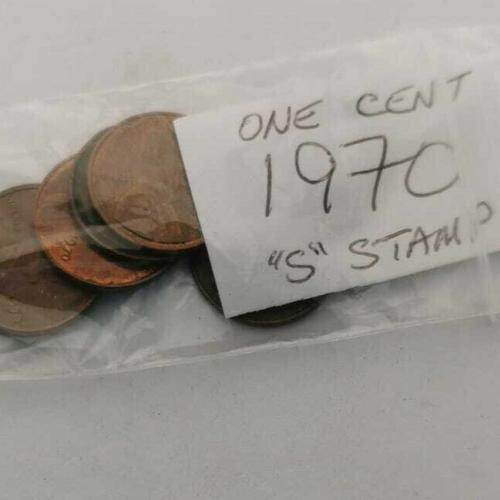 ONE CENT
1970
"S" STAMP